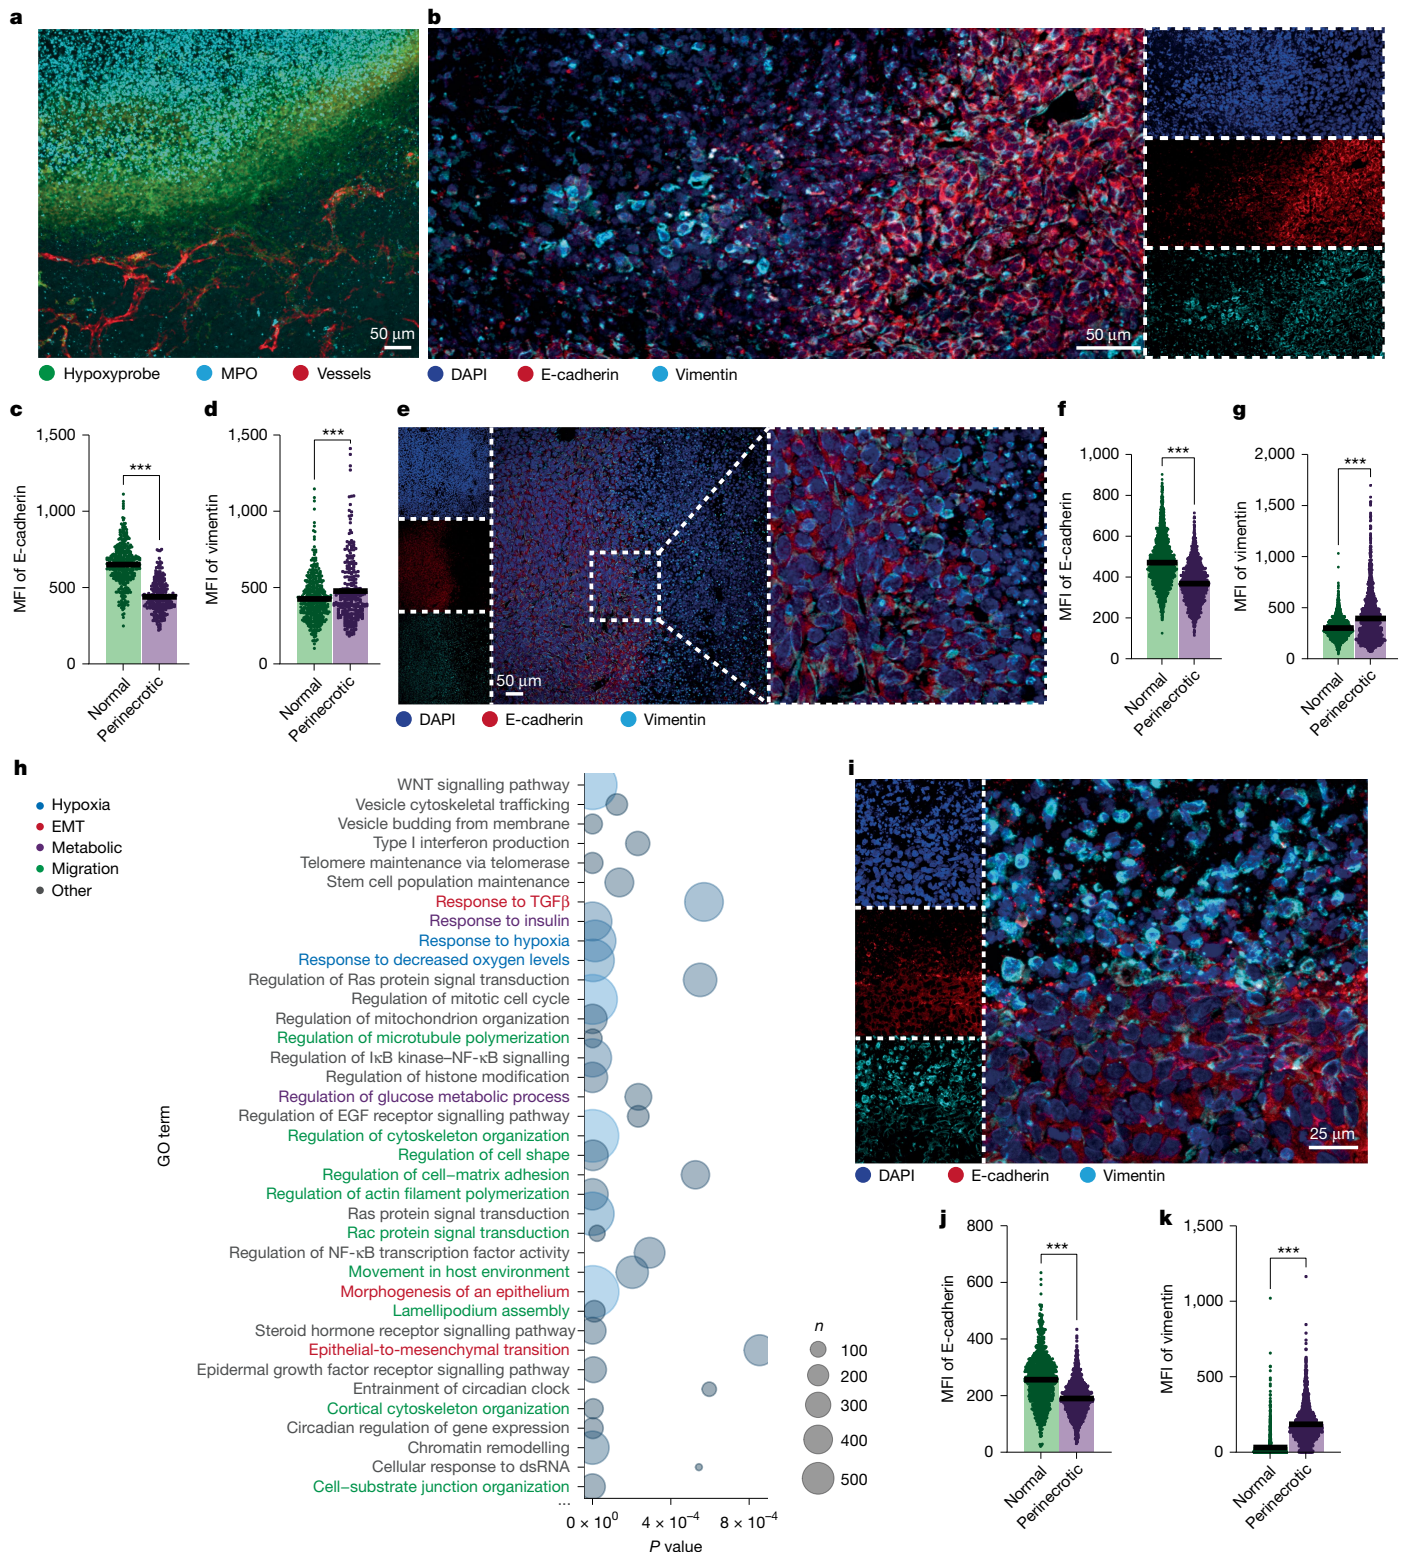 a
50 µm
Hypoxyprobe
MPO
Vessels
b
50 µm
DAPI
E-cadherin
Vimentin
c
1,500
1,000
500
0
MFI of E-cadherin
***
Normal
Perinecrotic
d
1,500
1,000
500
0
MFI of vimentin
***
Normal
Perinecrotic
e
50 µm
DAPI
E-cadherin
Vimentin
f
1,000
800
600
400
200
0
MFI of E-cadherin
***
Normal
Perinecrotic
g
2,000
1,500
1,000
500
0
MFI of vimentin
***
Normal
Perinecrotic
h
Hypoxia
EMT
Metabolic
Migration
Other
GO term
WNT signalling pathway
Vesicle cytoskeletal trafficking
Vesicle budding from membrane
Type I interferon production
Telomere maintenance via telomerase
Stem cell population maintenance
Response to TGFβ
Response to insulin
Response to hypoxia
Response to decreased oxygen levels
Regulation of Ras protein signal transduction
Regulation of mitotic cell cycle
Regulation of mitochondrion organization
Regulation of microtubule polymerization
Regulation of IκB kinase–NF-κB signalling
Regulation of histone modification
Regulation of glucose metabolic process
Regulation of EGF receptor signalling pathway
Regulation of cytoskeleton organization
Regulation of cell shape
Regulation of cell–matrix adhesion
Regulation of actin filament polymerization
Ras protein signal transduction
Rac protein signal transduction
Regulation of NF-κB transcription factor activity
Movement in host environment
Morphogenesis of an epithelium
Lamellipodium assembly
Steroid hormone receptor signalling pathway
Epithelial-to-mesenchymal transition
Epidermal growth factor receptor signalling pathway
Entrainment of circadian clock
Cortical cytoskeleton organization
Circadian regulation of gene expression
Chromatin remodelling
Cellular response to dsRNA
Cell–substrate junction organization
...
0 × 10⁰
4 × 10⁻⁴
8 × 10⁻⁴
P value
n
100
200
300
400
500
i
25 µm
DAPI
E-cadherin
Vimentin
j
800
600
400
200
0
MFI of E-cadherin
***
Normal
Perinecrotic
k
1,500
1,000
500
0
MFI of vimentin
***
Normal
Perinecrotic